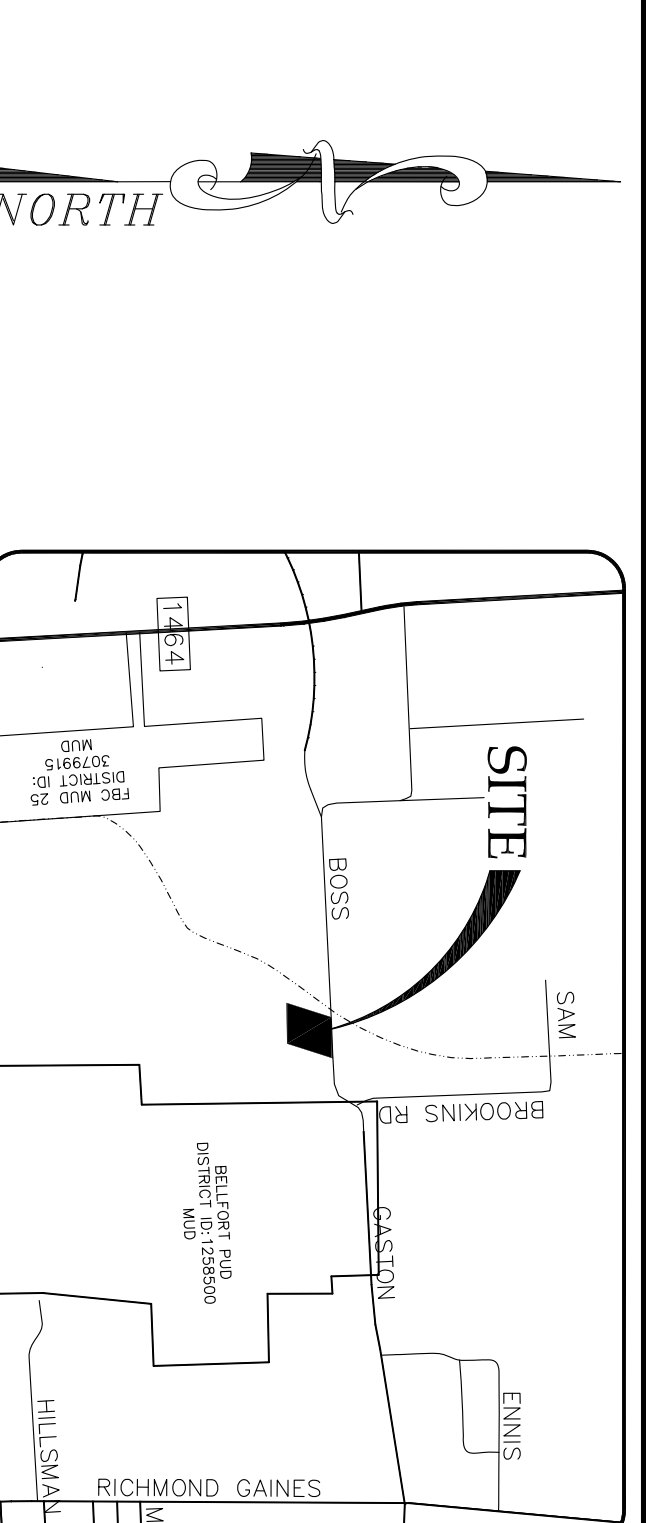 NORTH
1464
FBC MUD 25
DISTRICT ID:
3079915
MUD
SITE
BOSS
SAM
BROOKINS RD
BELLFORT PUD
DISTRICT ID:1258500
MUD
GASTON
ENNIS
HILLSMAN
RICHMOND GAINES
M